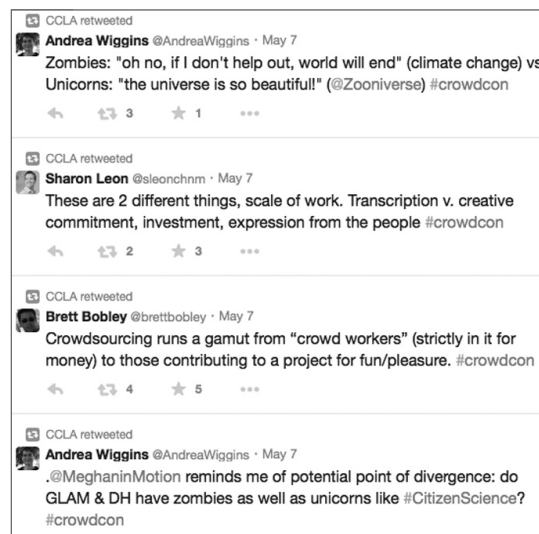 CCLA retweeted
Andrea Wiggins @AndreaWiggins · May 7
Zombies: "oh no, if I don't help out, world will end" (climate change) vs
Unicorns: "the universe is so beautiful!" (@Zooniverse) #crowdcon
3 1
CCLA retweeted
Sharon Leon @sleonchnm · May 7
These are 2 different things, scale of work. Transcription v. creative
commitment, investment, expression from the people #crowdcon
2 3
CCLA retweeted
Brett Bobley @brettbobley · May 7
Crowdsourcing runs a gamut from “crowd workers” (strictly in it for
money) to those contributing to a project for fun/pleasure. #crowdcon
4 5
CCLA retweeted
Andrea Wiggins @AndreaWiggins · May 7
.@MeghaninMotion reminds me of potential point of divergence: do
GLAM & DH have zombies as well as unicorns like #CitizenScience?
#crowdcon